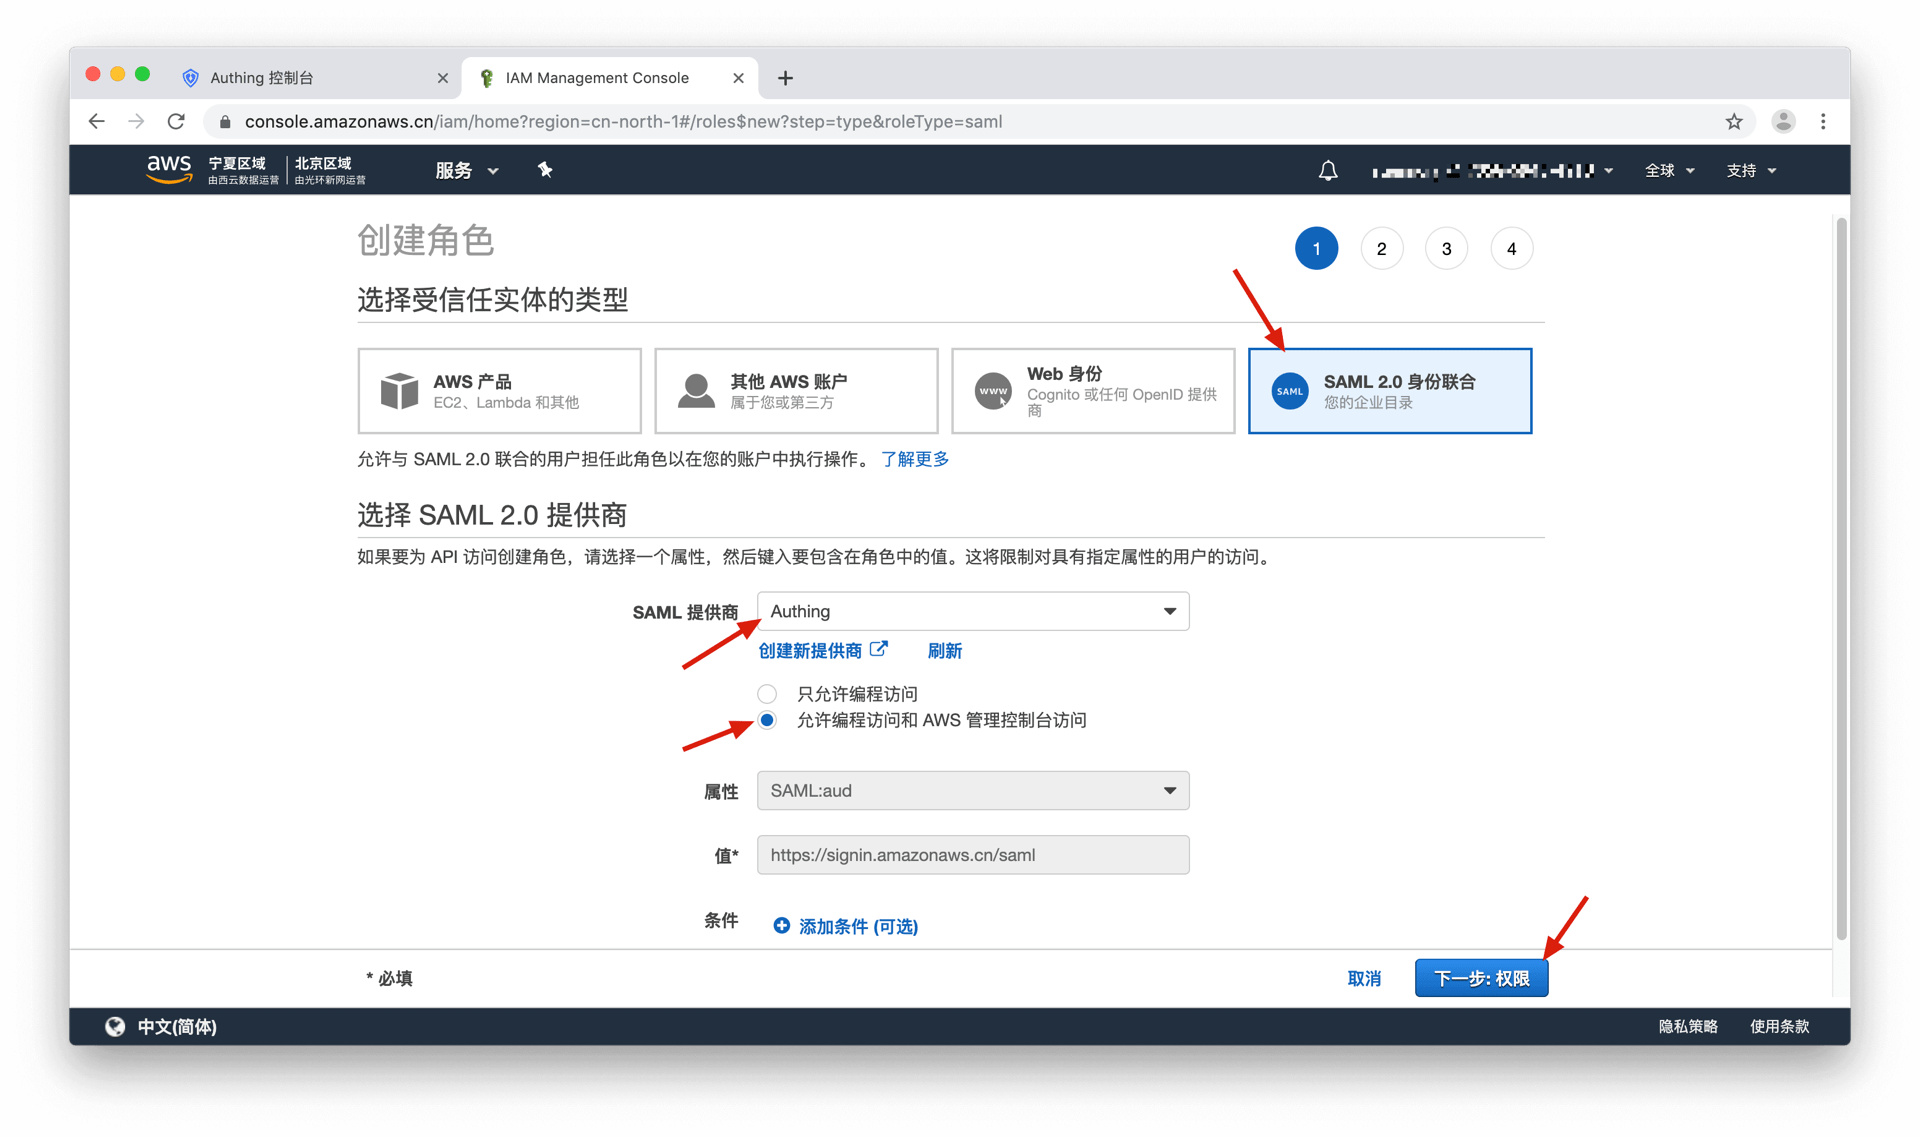 Authing 控制台
IAM Management Console
console.amazonaws.cn/iam/home?region=cn-north-1#/roles$new?step=type&roleType=saml
aws
宁夏区域
由西云数据运营
北京区域
由光环新网运营
服务
全球
支持
创建角色
1
2
3
4
选择受信任实体的类型
AWS 产品
EC2、Lambda 和其他
其他 AWS 账户
属于您或第三方
www
Web 身份
Cognito 或任何 OpenID 提供
商
SAML
SAML 2.0 身份联合
您的企业目录
允许与 SAML 2.0 联合的用户担任此角色以在您的账户中执行操作。 了解更多
选择 SAML 2.0 提供商
如果要为 API 访问创建角色，请选择一个属性，然后键入要包含在角色中的值。这将限制对具有指定属性的用户的访问。
SAML 提供商
Authing
创建新提供商
刷新
只允许编程访问
允许编程访问和 AWS 管理控制台访问
属性
SAML:aud
值*
https://signin.amazonaws.cn/saml
条件
添加条件 (可选)
* 必填
取消
下一步: 权限
中文(简体)
隐私策略
使用条款